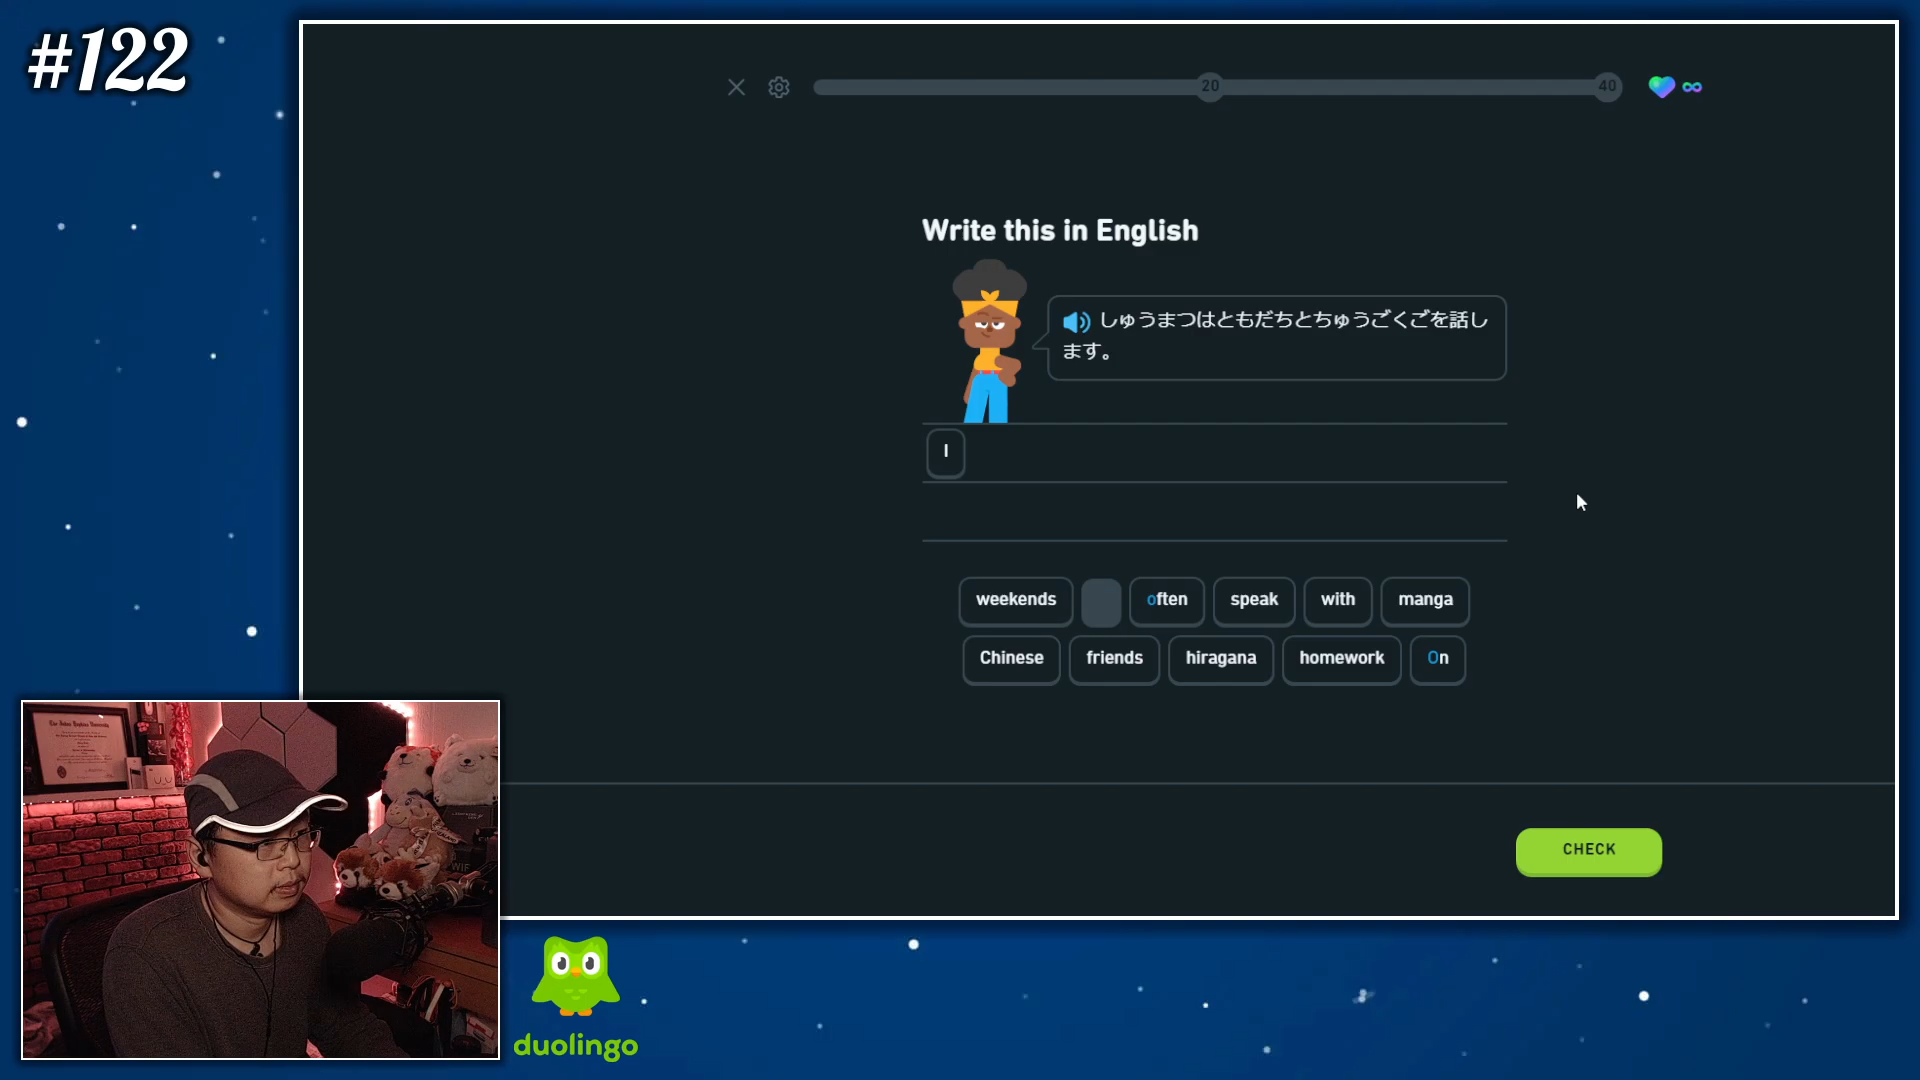 #122
20
40
Write this in English
しゅうまつはともだちとちゅうごくごを話し
ます。
I
weekends
often
speak
with
manga
Chinese
friends
hiragana
homework
On
CHECK
duolingo